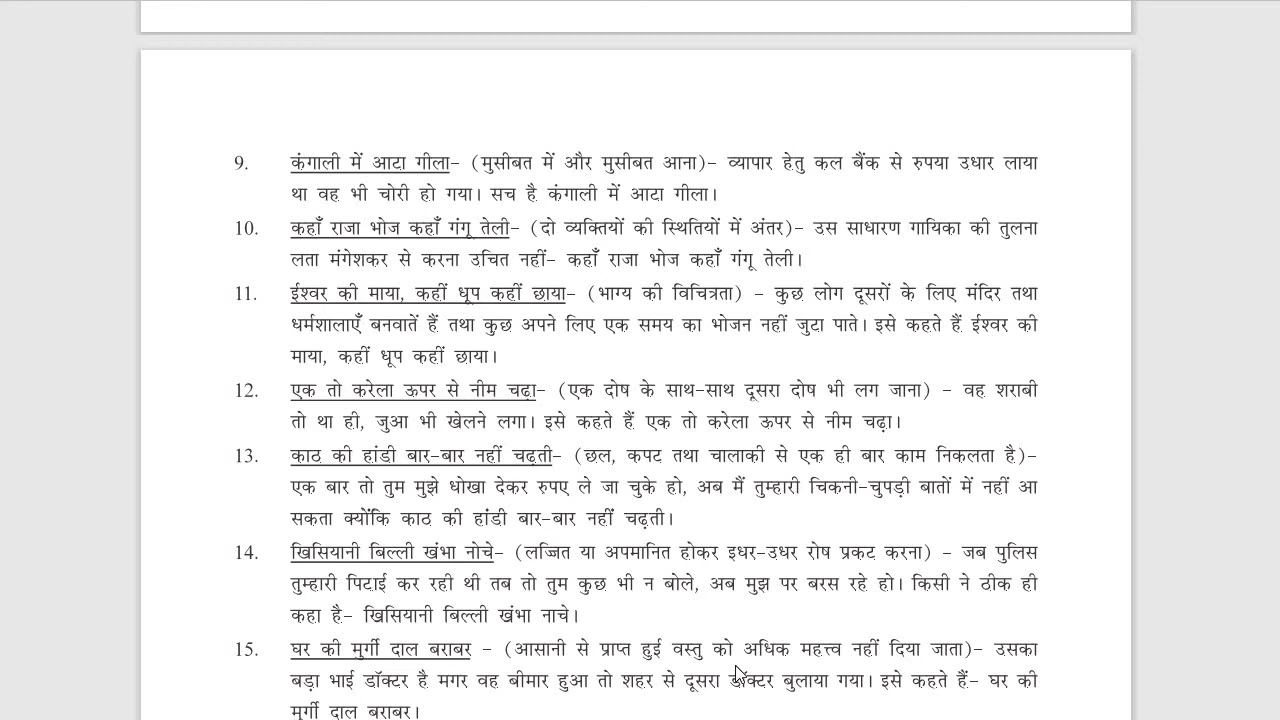 9. कंगाली में आटा गीला– (मुसीबत में और मुसीबत आना)– व्यापार हेतु कल बैंक से रुपया उधार लाया
था वह भी चोरी हो गया। सच है कंगाली में आटा गीला।
10. कहाँ राजा भोज कहाँ गंगू तेली– (दो व्यक्तियों की स्थितियों में अंतर)– उस साधारण गायिका की तुलना
लता मंगेशकर से करना उचित नहीं– कहाँ राजा भोज कहाँ गंगू तेली।
11. ईश्वर की माया, कहीं धूप कहीं छाया– (भाग्य की विचित्रता) – कुछ लोग दूसरों के लिए मंदिर तथा
धर्मशालाएँ बनवातें हैं तथा कुछ अपने लिए एक समय का भोजन नहीं जुटा पाते। इसे कहते हैं ईश्वर की
माया, कहीं धूप कहीं छाया।
12. एक तो करेला ऊपर से नीम चढ़ा– (एक दोष के साथ–साथ दूसरा दोष भी लग जाना) – वह शराबी
तो था ही, जुआ भी खेलने लगा। इसे कहते हैं एक तो करेला ऊपर से नीम चढ़ा।
13. काठ की हांडी बार–बार नहीं चढ़ती– (छल, कपट तथा चालाकी से एक ही बार काम निकलता है)–
एक बार तो तुम मुझे धोखा देकर रुपए ले जा चुके हो, अब मैं तुम्हारी चिकनी–चुपड़ी बातों में नहीं आ
सकता क्योंकि काठ की हांडी बार–बार नहीं चढ़ती।
14. खिसियानी बिल्ली खंभा नोचे– (लज्जित या अपमानित होकर इधर–उधर रोष प्रकट करना) – जब पुलिस
तुम्हारी पिटाई कर रही थी तब तो तुम कुछ भी न बोले, अब मुझ पर बरस रहे हो। किसी ने ठीक ही
कहा है– खिसियानी बिल्ली खंभा नाचे।
15. घर की मुर्गी दाल बराबर – (आसानी से प्राप्त हुई वस्तु को अधिक महत्त्व नहीं दिया जाता)– उसका
बड़ा भाई डॉक्टर है मगर वह बीमार हुआ तो शहर से दूसरा डॉक्टर बुलाया गया। इसे कहते हैं– घर की
मुर्गी दाल बराबर।